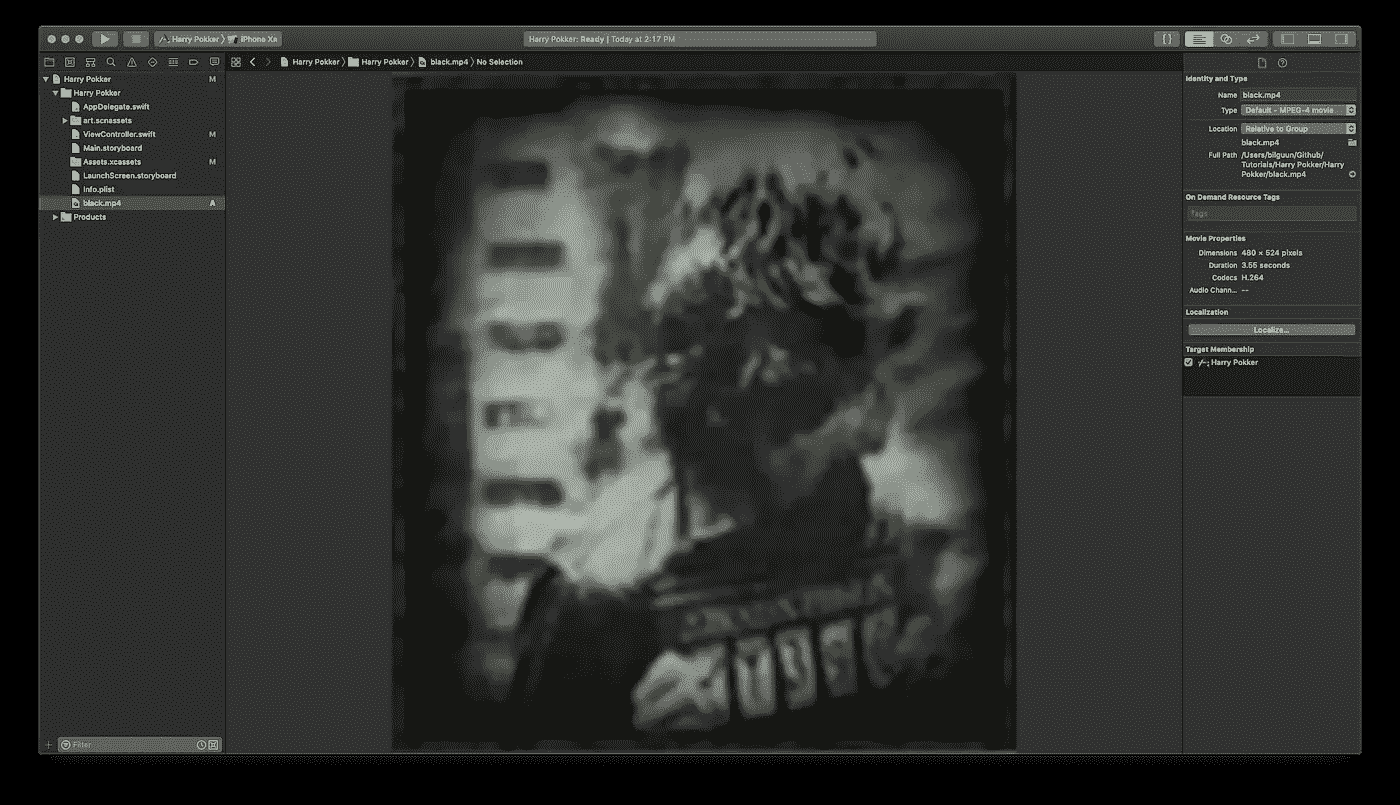 Harry Pokker iPhone Xʀ
Harry Pokker: Ready | Today at 2:17 PM
Harry Pokker Harry Pokker black.mp4 No Selection
Harry Pokker M
Harry Pokker
AppDelegate.swift
art.scnassets
ViewController.swift M
Main.storyboard
Assets.xcassets M
LaunchScreen.storyboard
Info.plist
black.mp4 A
Products
Filter
Identity and Type
Name black.mp4
Type Default - MPEG-4 movie
Location Relative to Group
black.mp4
Full Path /Users/bilguun/Github/
Tutorials/Harry Pokker/Harry
Pokker/black.mp4
On Demand Resource Tags
Tags
Movie Properties
Dimensions 480 × 524 pixels
Duration 3.55 seconds
Codecs H.264
Audio Chann... --
Localization
Localize...
Target Membership
Harry Pokker